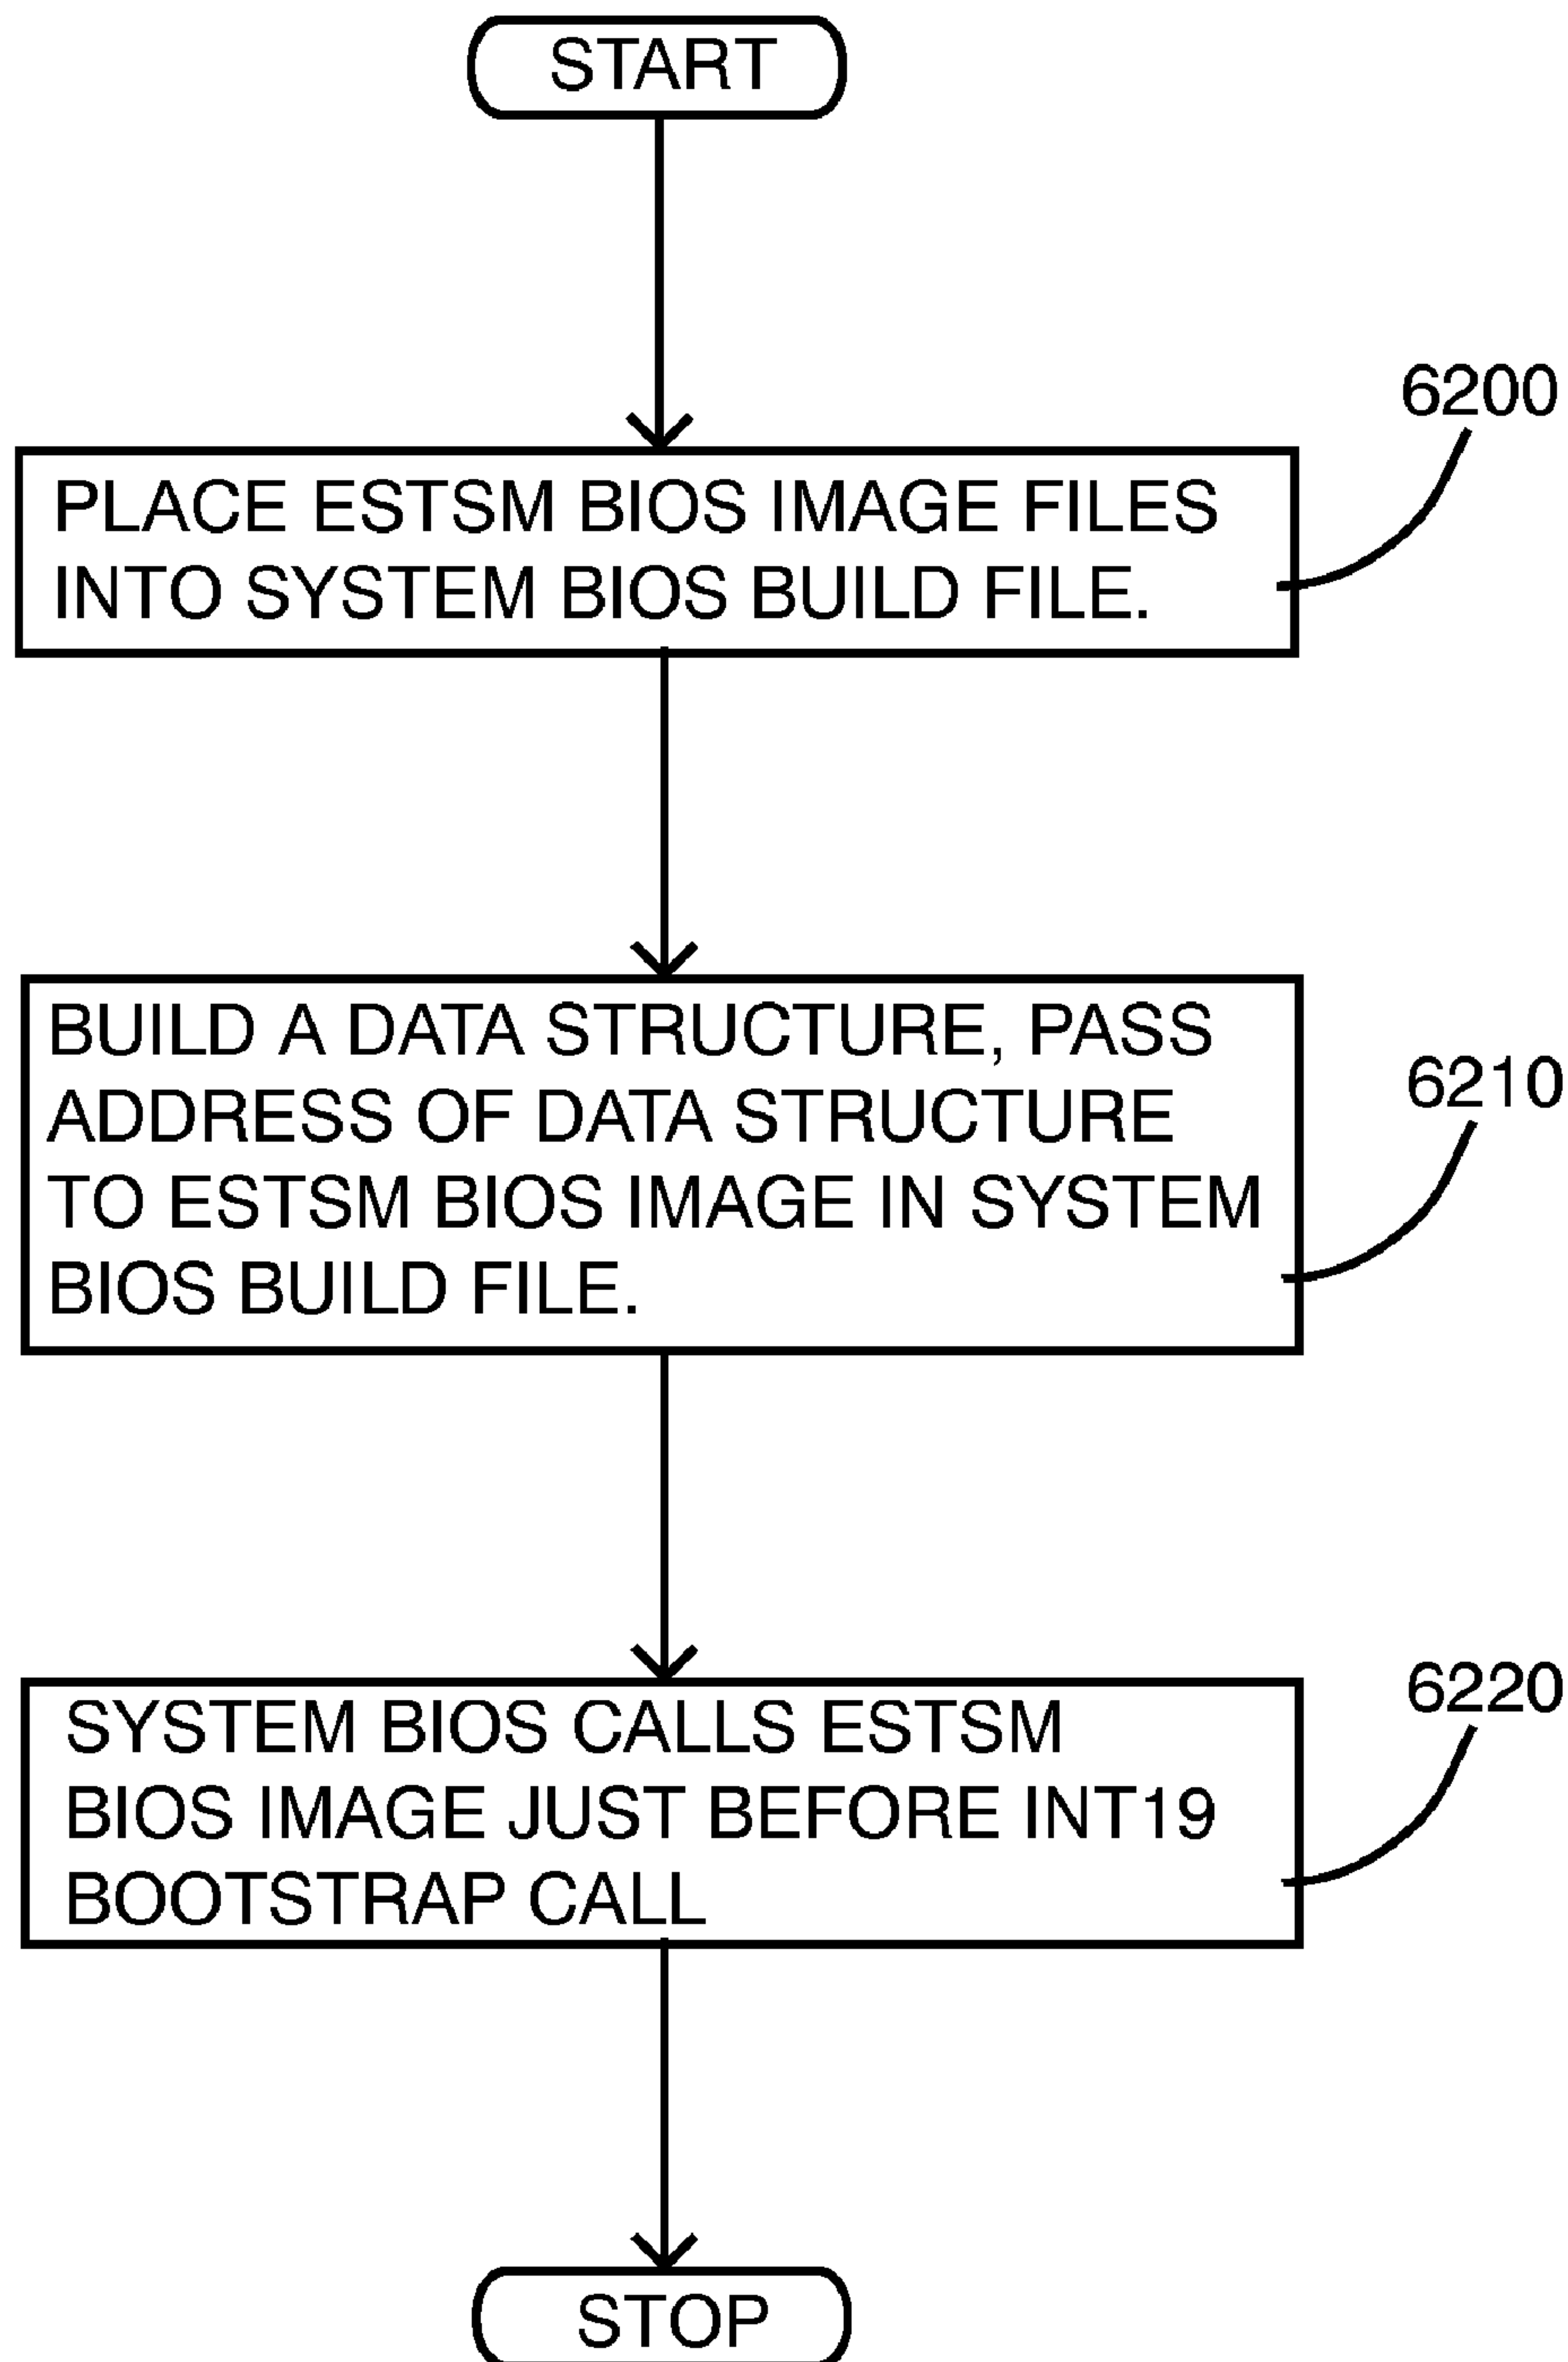 START
6200
PLACE ESTSM BIOS IMAGE FILES
INTO SYSTEM BIOS BUILD FILE.
BUILD A DATA STRUCTURE, PASS
6210
ADDRESS OF DATA STRUCTURE
TO ESTSM BIOS IMAGE IN SYSTEM
BIOS BUILD FILE.
6220
SYSTEM BIOS CALLS ESTSM
BIOS IMAGE JUST BEFORE INT19
BOOTSTRAP CALL
STOP